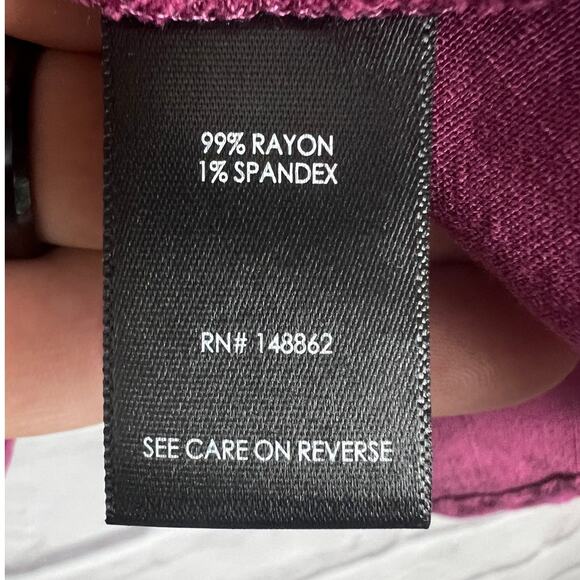 99% RAYON
1% SPANDEX
RN# 148862
SEE CARE ON REVERSE